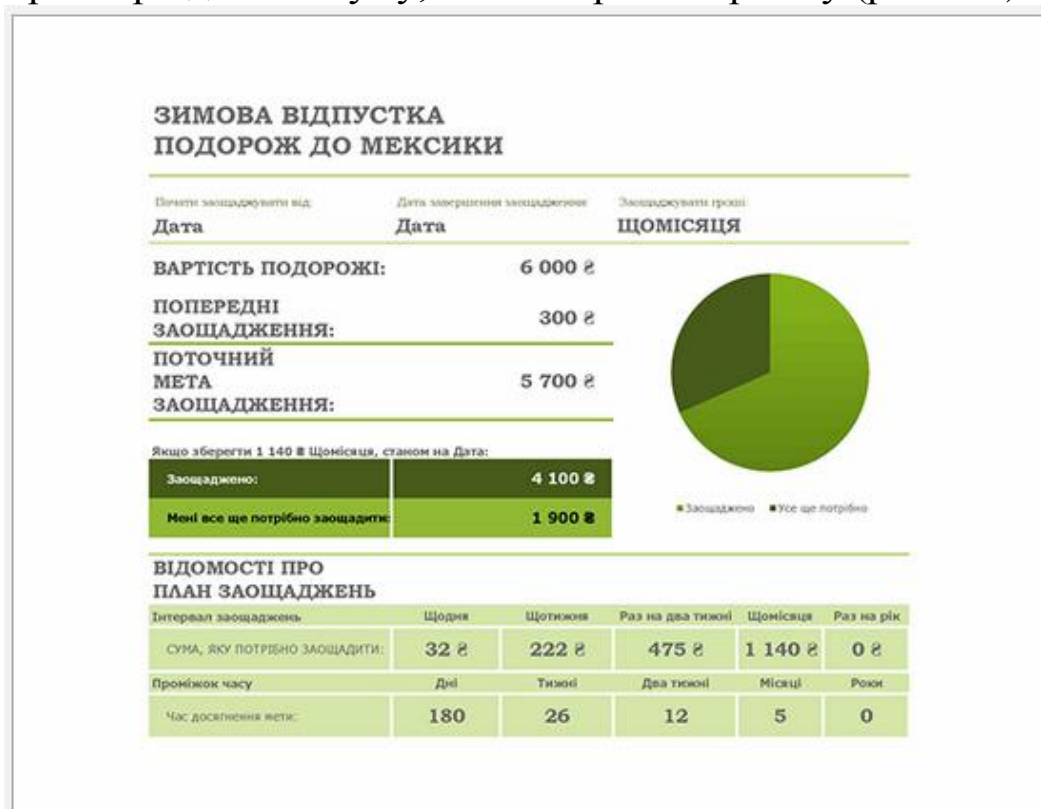 ЗИМОВА ВІДПУСТКА
ПОДОРОЖ ДО МЕКСИКИ
Почати заощаджувати від: Дата завершення заощадження Заощаджувати гроші:
Дата Дата ЩОМІСЯЦЯ
ВАРТІСТЬ ПОДОРОЖІ: 6 000 ₴
ПОПЕРЕДНІ
ЗАОЩАДЖЕННЯ: 300 ₴
ПОТОЧНИЙ
МЕТА 5 700 ₴
ЗАОЩАДЖЕННЯ:
Якщо зберегти 1 140 ₴ Щомісяця, станом на Дата:
Заощаджено: 4 100 ₴
Мені все ще потрібно заощадити: 1 900 ₴
Заощаджено Усе ще потрібно
ВІДОМОСТІ ПРО
ПЛАН ЗАОЩАДЖЕНЬ
Інтервал заощаджень Щодня Щотижня Раз на два тижні Щомісяця Раз на рік
СУМА, ЯКУ ПОТРІБНО ЗАОЩАДИТИ: 32 ₴ 222 ₴ 475 ₴ 1 140 ₴ 0 ₴
Проміжок часу Дні Тижні Два тижні Місяці Роки
Час досягнення мети: 180 26 12 5 0